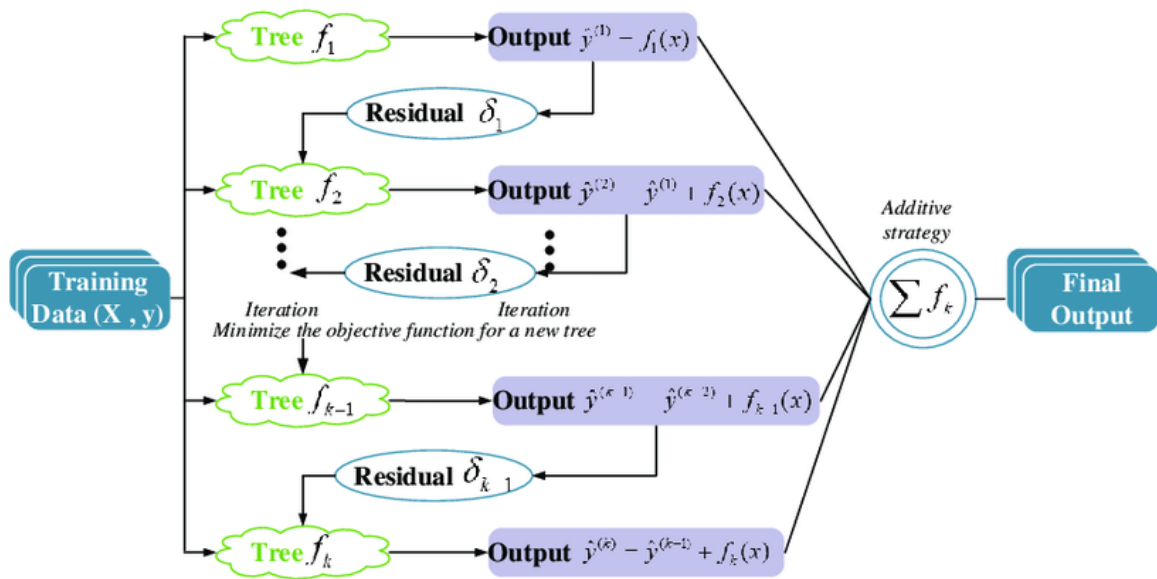 Tree f₁
Output ŷ⁽¹⁾ − f₁(x)
Residual δ₁
Tree f₂
Output ŷ⁽²⁾ ŷ⁽¹⁾ + f₂(x)
Additive
strategy
Training
Data (X , y)
Residual δ₂
∑ fₖ
Final
Output
Iteration
Iteration
Minimize the objective function for a new tree
Tree fₖ₋₁
Output ŷ⁽ᵏ ¹⁾ ŷ⁽ᵏ ²⁾ + fₖ ₁(x)
Residual δₖ ₁
Tree fₖ
Output ŷ⁽ᵏ⁾ − ŷ⁽ᵏ⁻¹⁾ + fₖ(x)